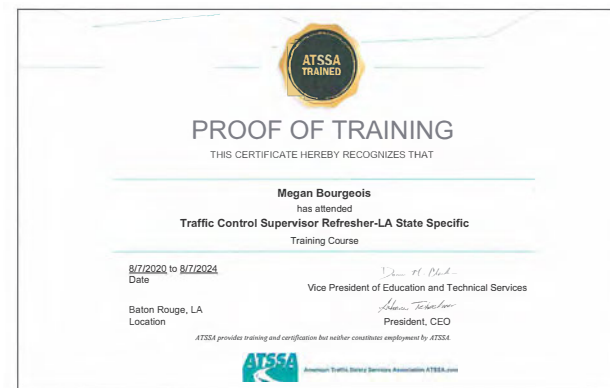 ATSSA
TRAINED
PROOF OF TRAINING
THIS CERTIFICATE HEREBY RECOGNIZES THAT
Megan Bourgeois
has attended
Traffic Control Supervisor Refresher-LA State Specific
Training Course
8/7/2020 to 8/7/2024
Date
Vice President of Education and Technical Services
Baton Rouge, LA
Location
President, CEO
ATSSA provides training and certification but neither constitutes employment by ATSSA.
ATSSA
American Traffic Safety Services Association ATSSA.com